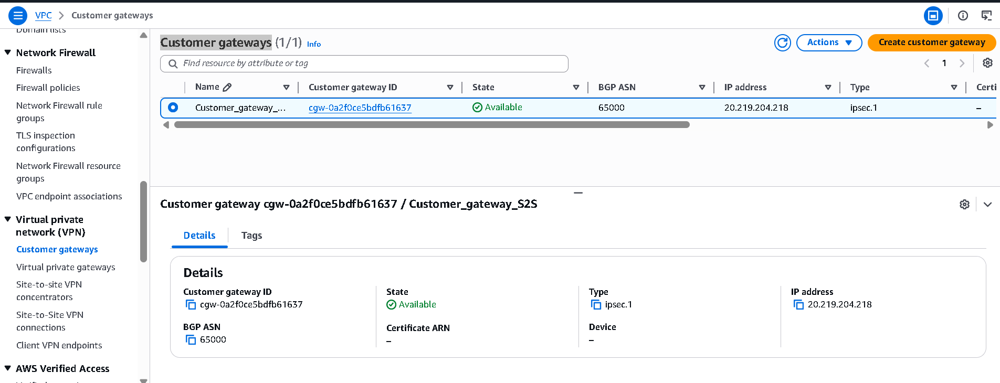 VPC > Customer gateways
Domain lists
Network Firewall
Firewalls
Firewall policies
Network Firewall rule
groups
TLS inspection
configurations
Network Firewall resource
groups
VPC endpoint associations
Virtual private
network (VPN)
Customer gateways
Virtual private gateways
Site-to-site VPN
concentrators
Site-to-Site VPN
connections
Client VPN endpoints
AWS Verified Access
Customer gateways (1/1) Info
Actions
Create customer gateway
Find resource by attribute or tag
1
Name Customer gateway ID State BGP ASN IP address Type Certi
Customer_gateway_... cgw-0a2f0ce5bdfb61637 Available 65000 20.219.204.218 ipsec.1 –
Customer gateway cgw-0a2f0ce5bdfb61637 / Customer_gateway_S2S
Details Tags
Details
Customer gateway ID
cgw-0a2f0ce5bdfb61637
State
Available
Type
ipsec.1
IP address
20.219.204.218
BGP ASN
65000
Certificate ARN
–
Device
–